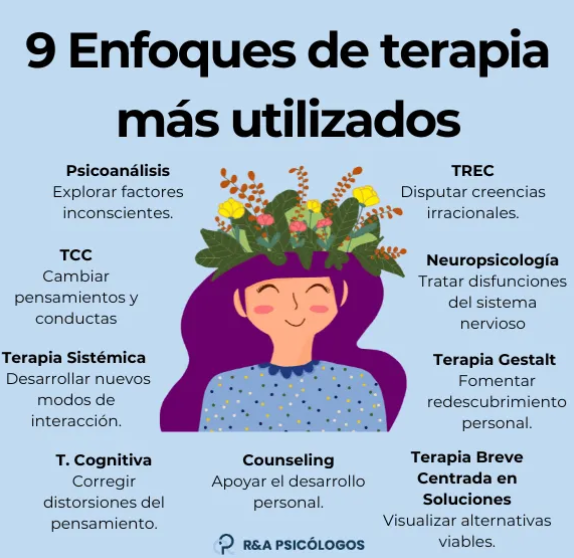 9 Enfoques de terapia
más utilizados
Psicoanálisis
Explorar factores
inconscientes.
TREC
Disputar creencias
irracionales.
TCC
Cambiar
pensamientos y
conductas
Neuropsicología
Tratar disfunciones
del sistema
nervioso
Terapia Sistémica
Desarrollar nuevos
modos de
interacción.
Terapia Gestalt
Fomentar
redescubrimiento
personal.
T. Cognitiva
Corregir
distorsiones del
pensamiento.
Counseling
Apoyar el desarrollo
personal.
Terapia Breve
Centrada en
Soluciones
Visualizar alternativas
viables.
R&A PSICÓLOGOS